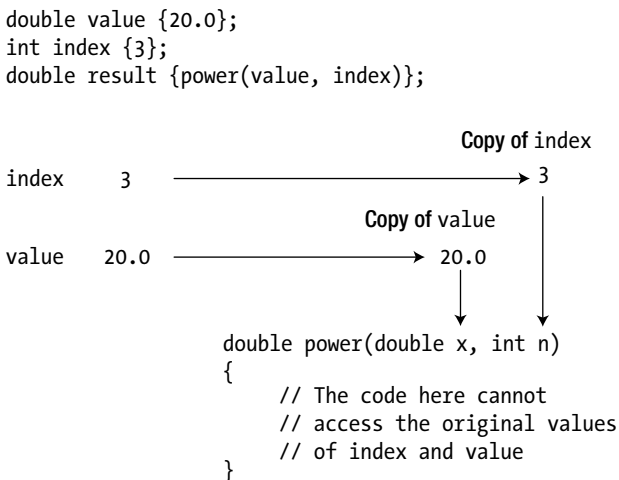 double value {20.0};
int index {3};
double result {power(value, index)};
Copy of index
index 3 3
Copy of value
value 20.0 20.0
double power(double x, int n)
{
// The code here cannot
// access the original values
// of index and value
}